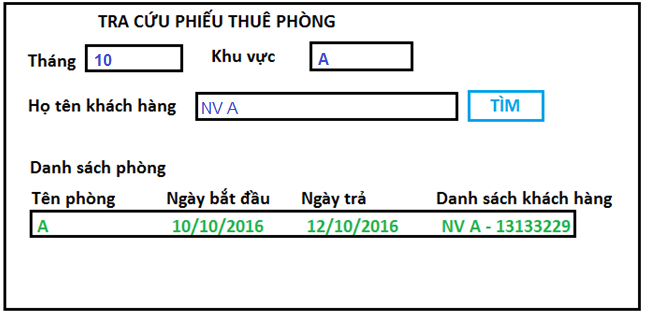 TRA CỨU PHIẾU THUÊ PHÒNG
Tháng 10 Khu vực A
Họ tên khách hàng NV A TÌM
Danh sách phòng
Tên phòng Ngày bắt đầu Ngày trả Danh sách khách hàng
A 10/10/2016 12/10/2016 NV A - 13133229